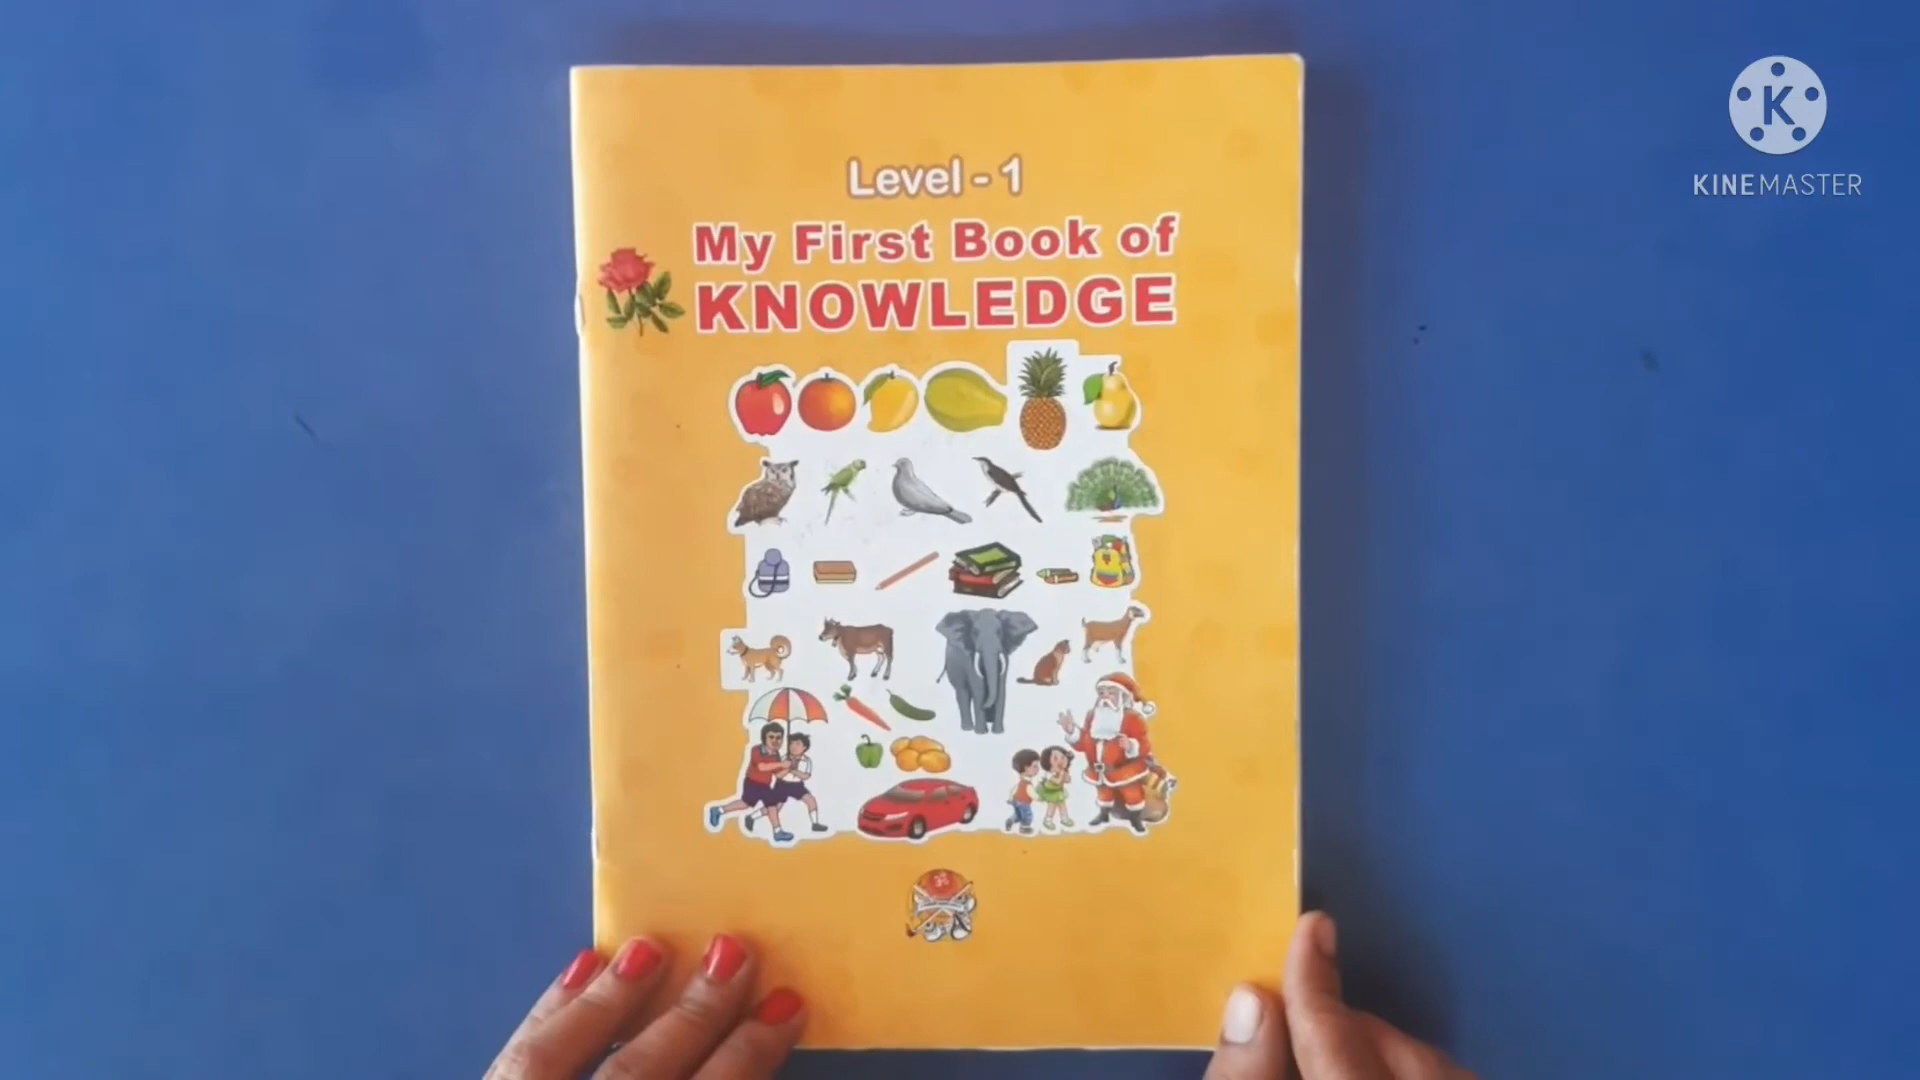 Level - 1
My First Book of
KNOWLEDGE
K
KINEMASTER